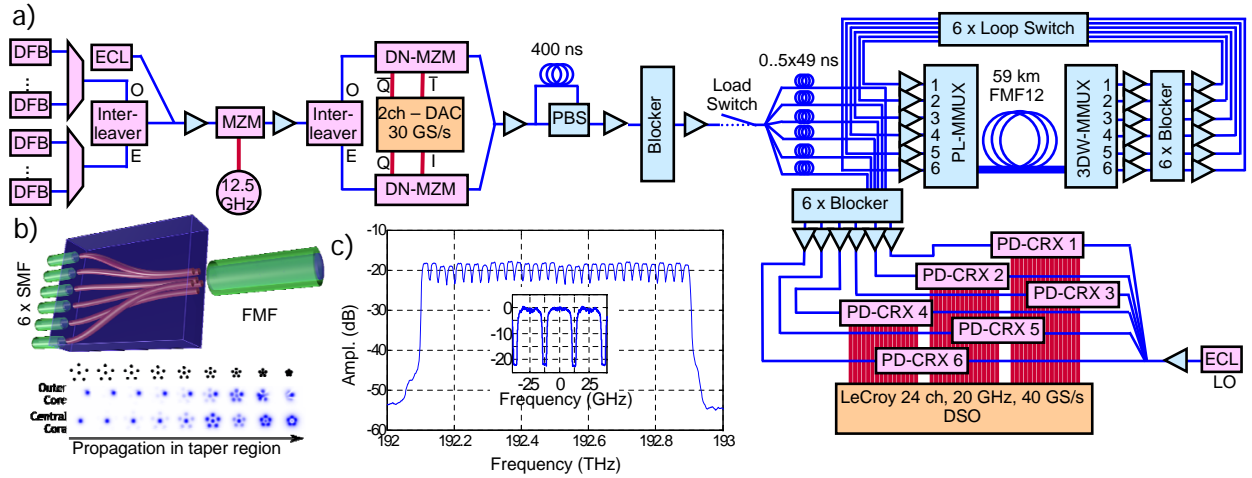 a)
DFB
ECL
DFB
O
Inter-
leaver
E
DFB
DFB
MZM
12.5
GHz
Inter-
leaver
O
E
DN-MZM
Q
I
2ch – DAC
30 GS/s
Q
I
DN-MZM
400 ns
PBS
Blocker
Load
Switch
0..5x49 ns
6 x Loop Switch
PL-MMUX
1
2
3
4
5
6
59 km
FMF12
3DW-MMUX
1
2
3
4
5
6
6 x Blocker
6 x Blocker
PD-CRX 1
PD-CRX 2
PD-CRX 3
PD-CRX 4
PD-CRX 5
PD-CRX 6
ECL
LO
LeCroy 24 ch, 20 GHz, 40 GS/s
DSO
b)
6 x SMF
FMF
Outer
Core
Central
Core
Propagation in taper region
c)
Ampl. (dB)
-10
-20
-30
-40
-50
-60
192
192.2
192.4
192.6
192.8
193
Frequency (THz)
0
-10
-20
-25
0
25
Frequency (GHz)